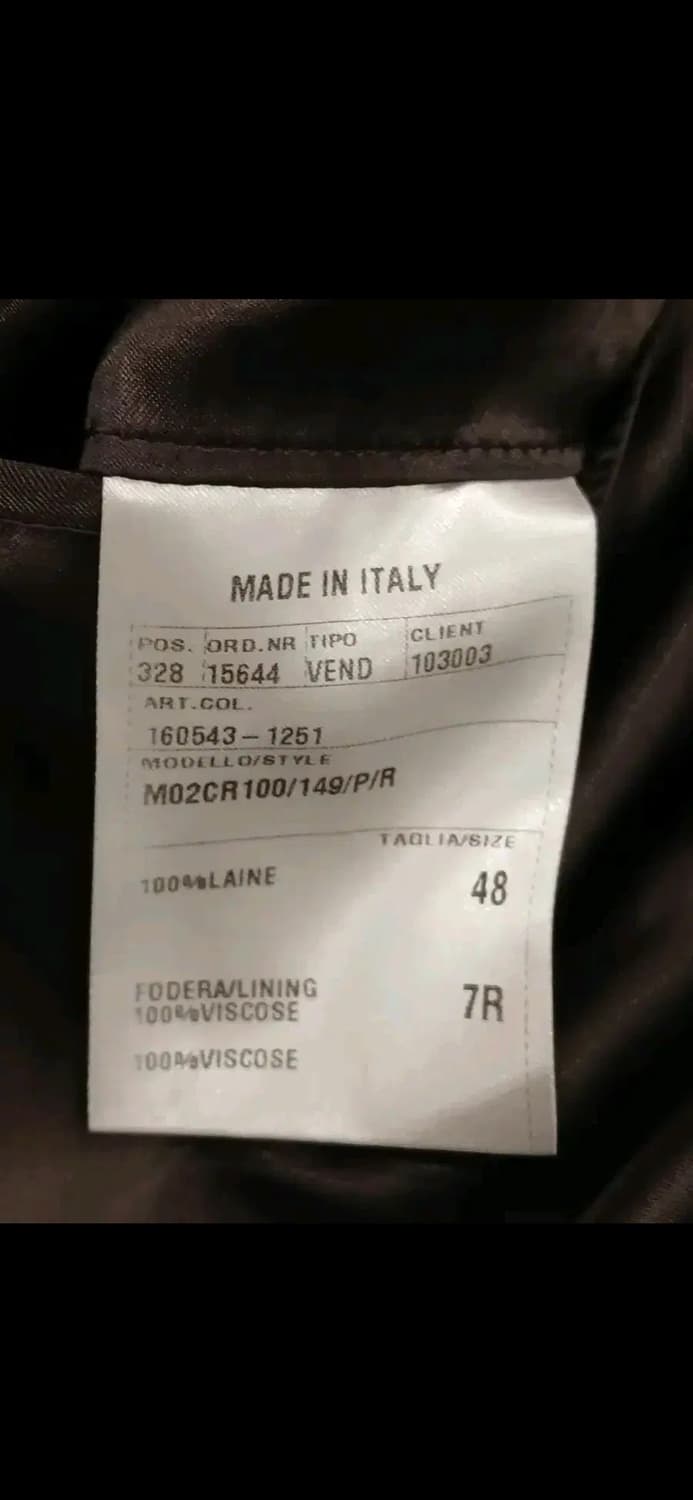 MADE IN ITALY
POS. ORD.NR TIPO CLIENT
328 15644 VEND 103003
ART.COL.
160543-1251
MODELLO/STYLE
M02CR100/149/P/R
TAGLIA/SIZE
100%LAINE 48
FODERA/LINING
100%VISCOSE 7R
100%VISCOSE